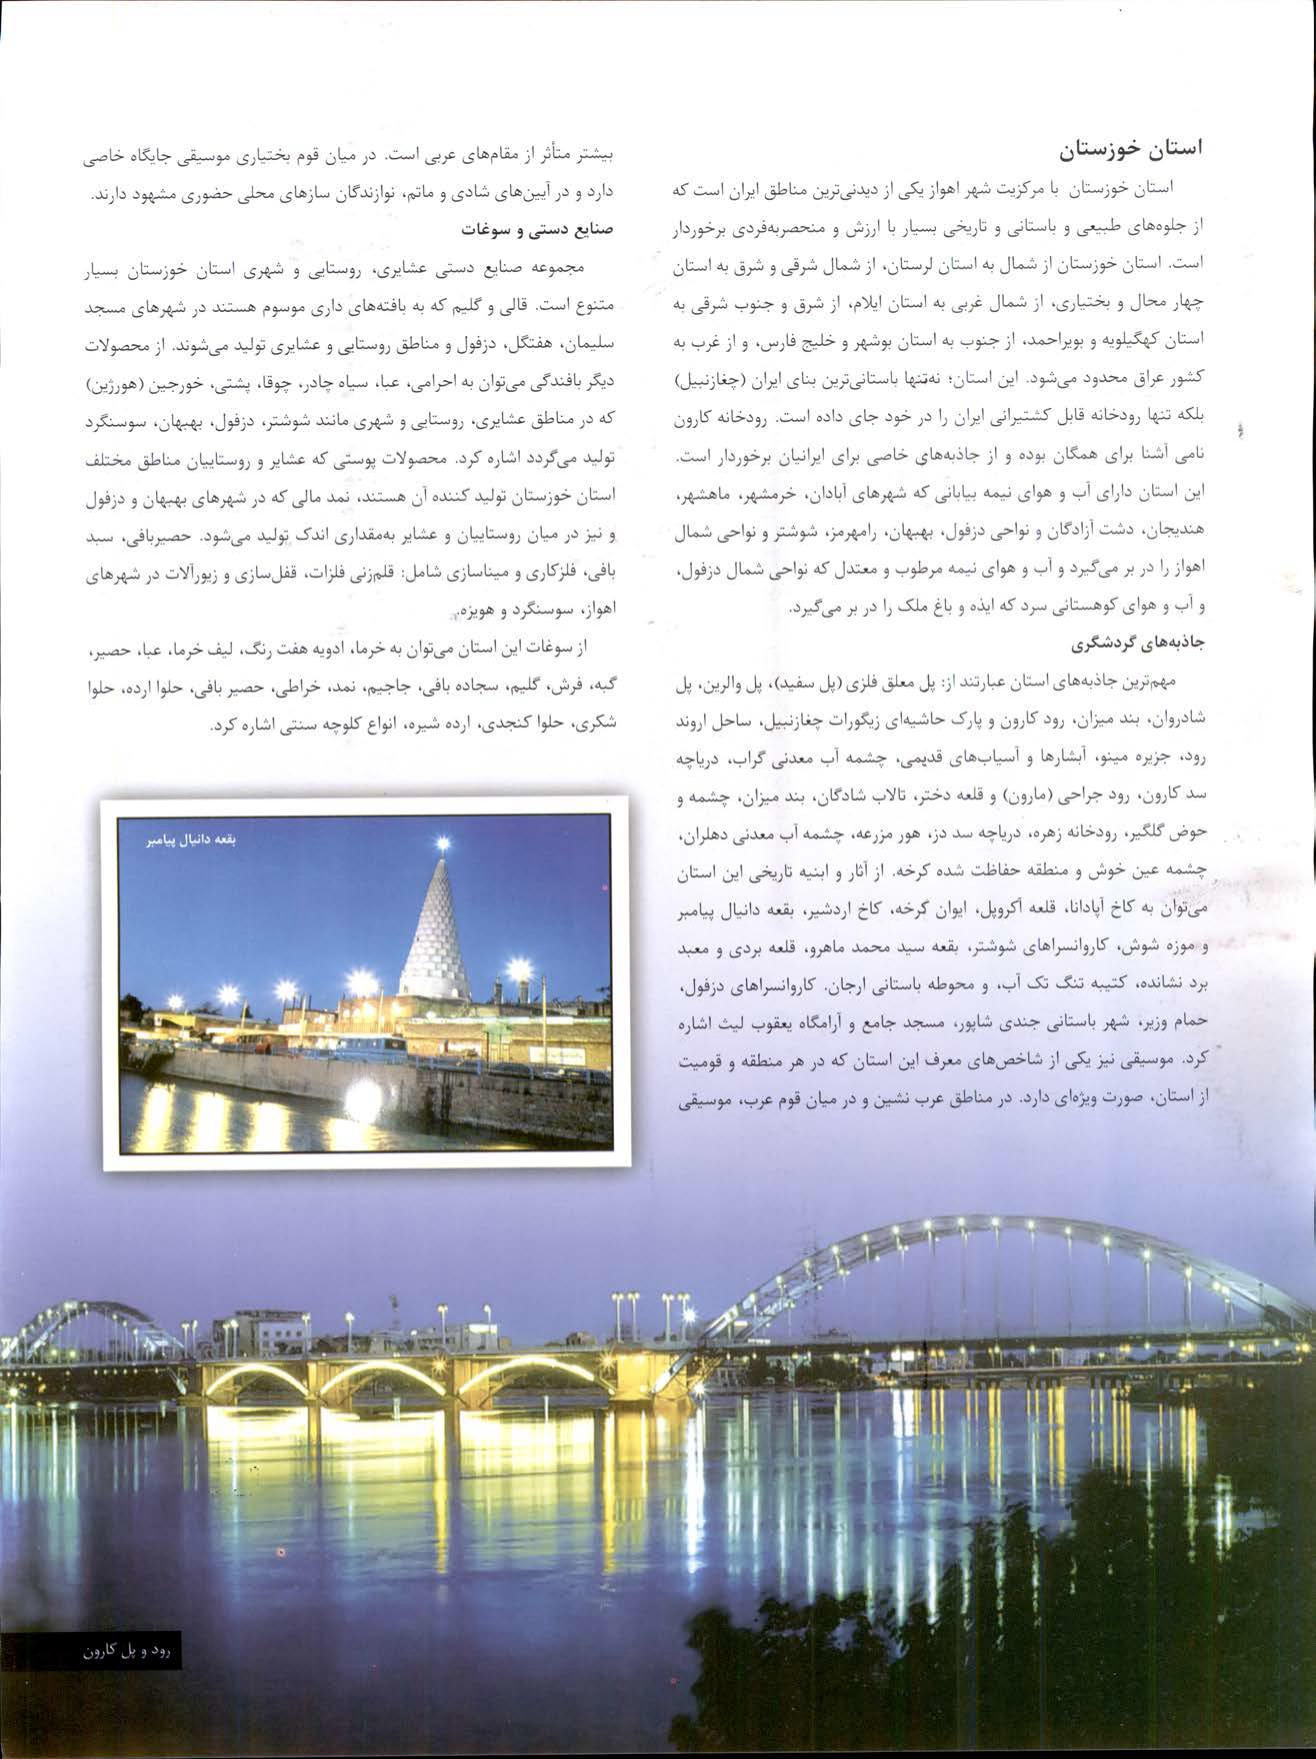 استان خوزستان
استان خوزستان با مرکزیت شهر اهواز یکی از دیدنی‌ترین مناطق ایران است که
از جلوه‌های طبیعی و باستانی و تاریخی بسیار با ارزش و منحصربه‌فردی برخوردار
است. استان خوزستان از شمال به استان لرستان، از شمال شرقی و شرق به استان
چهار محال و بختیاری، از شمال غربی به استان ایلام، از شرق و جنوب شرقی به
استان کهگیلویه و بویراحمد، از جنوب به استان بوشهر و خلیج فارس، و از غرب به
کشور عراق محدود می‌شود. این استان؛ نه‌تنها باستانی‌ترین بنای ایران (چغازنبیل)
بلکه تنها رودخانه قابل کشتیرانی ایران را در خود جای داده است. رودخانه کارون
نامی آشنا برای همگان بوده و از جاذبه‌های خاصی برای ایرانیان برخوردار است.
این استان دارای آب و هوای نیمه بیابانی که شهرهای آبادان، خرمشهر، ماهشهر،
هندیجان، دشت آزادگان و نواحی دزفول، بهبهان، رامهرمز، شوشتر و نواحی شمال
اهواز را در بر می‌گیرد و آب و هوای نیمه مرطوب و معتدل که نواحی شمال دزفول،
و آب و هوای کوهستانی سرد که ایذه و باغ ملک را در بر می‌گیرد.
جاذبه‌های گردشگری
مهم‌ترین جاذبه‌های استان عبارتند از: پل معلق فلزی (پل سفید)، پل والرین، پل
شادروان، بند میزان، رود کارون و پارک حاشیه‌ای زیگورات چغازنبیل، ساحل اروند
رود، جزیره مینو، آبشارها و آسیاب‌های قدیمی، چشمه آب معدنی گراب، دریاچه
سد کارون، رود جراحی (مارون) و قلعه دختر، تالاب شادگان، بند میزان، چشمه و
حوض گلگیر، رودخانه زهره، دریاچه سد دز، هور مزرعه، چشمه آب معدنی دهلران،
چشمه عین خوش و منطقه حفاظت شده کرخه. از آثار و ابنیه تاریخی این استان
می‌توان به کاخ آپادانا، قلعه آکروپل، ایوان کرخه، کاخ اردشیر، بقعه دانیال پیامبر
و موزه شوش، کاروانسراهای شوشتر، بقعه سید محمد ماهرو، قلعه بردی و معبد
برد نشانده، کتیبه تنگ تک آب، و محوطه باستانی ارجان. کاروانسراهای دزفول،
حمام وزیر، شهر باستانی جندی شاپور، مسجد جامع و آرامگاه یعقوب لیث اشاره
کرد. موسیقی نیز یکی از شاخص‌های معرف این استان که در هر منطقه و قومیت
از استان، صورت ویژه‌ای دارد. در مناطق عرب نشین و در میان قوم عرب، موسیقی
بیشتر متأثر از مقام‌های عربی است. در میان قوم بختیاری موسیقی جایگاه خاصی
دارد و در آیین‌های شادی و ماتم، نوازندگان سازهای محلی حضوری مشهود دارند.
صنایع دستی و سوغات
مجموعه صنایع دستی عشایری، روستایی و شهری استان خوزستان بسیار
متنوع است. قالی و گلیم که به بافته‌های داری موسوم هستند در شهرهای مسجد
سلیمان، هفتگل، دزفول و مناطق روستایی و عشایری تولید می‌شوند. از محصولات
دیگر بافندگی می‌توان به احرامی، عبا، سیاه چادر، چوقا، پشتی، خورجین (هورژین)
که در مناطق عشایری، روستایی و شهری مانند شوشتر، دزفول، بهبهان، سوسنگرد
تولید می‌گردد اشاره کرد. محصولات پوستی که عشایر و روستاییان مناطق مختلف
استان خوزستان تولید کننده آن هستند، نمد مالی که در شهرهای بهبهان و دزفول
و نیز در میان روستاییان و عشایر به‌مقداری اندک تولید می‌شود. حصیربافی، سبد
بافی، فلزکاری و میناسازی شامل: قلم‌زنی فلزات، قفل‌سازی و زیورآلات در شهرهای
اهواز، سوسنگرد و هویزه.
از سوغات این استان می‌توان به خرما، ادویه هفت رنگ، لیف خرما، عبا، حصیر،
گبه، فرش، گلیم، سجاده بافی، جاجیم، نمد، خراطی، حصیر بافی، حلوا ارده، حلوا
شکری، حلوا کنجدی، ارده شیره، انواع کلوچه سنتی اشاره کرد.
بقعه دانیال پیامبر
رود و پل کارون